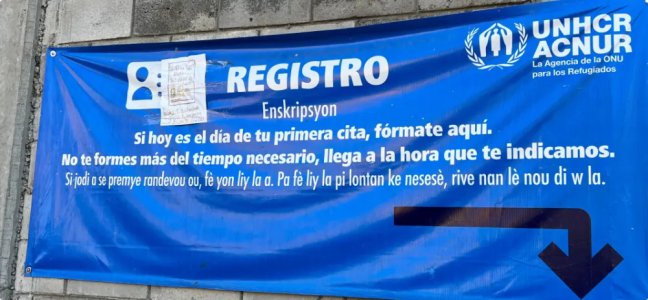 UNHCR
ACNUR
La Agencia de la ONU
para los Refugiados
REGISTRO
Enskripsyon
Si hoy es el día de tu primera cita, fórmate aquí.
No te formes más del tiempo necesario, llega a la hora que te indicamos.
Si jodi a se premye randevou ou, fè yon liy la a. Pa fè liy la pi lontan ke nesesè, rive nan lè nou di w la.